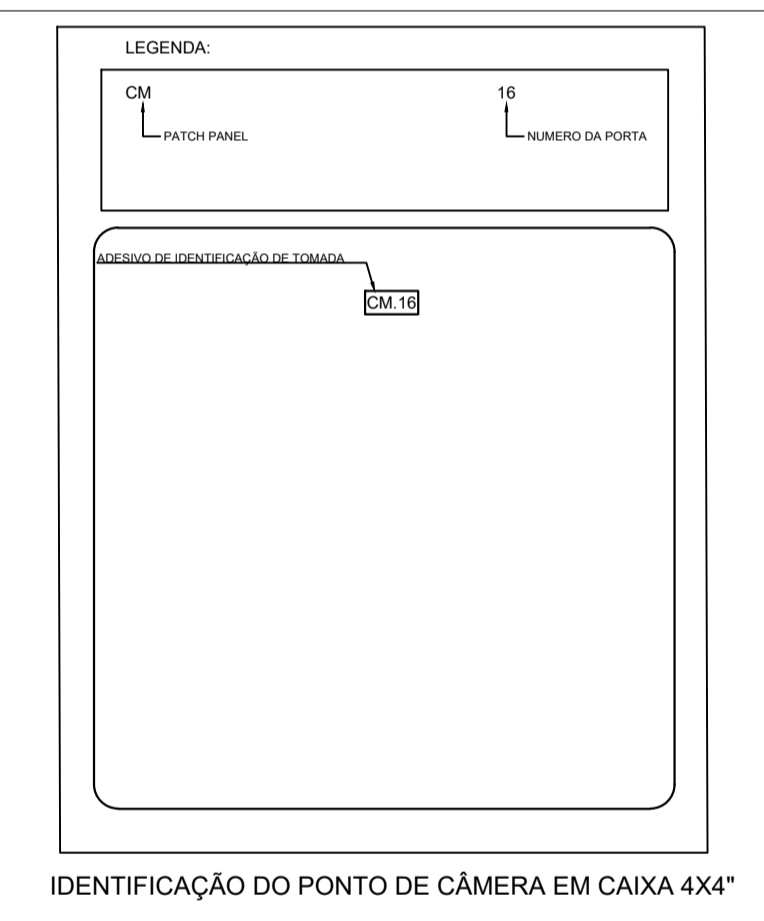 LEGENDA:
CM 16
PATCH PANEL NUMERO DA PORTA
ADESIVO DE IDENTIFICAÇÃO DE TOMADA
CM.16
IDENTIFICAÇÃO DO PONTO DE CÂMERA EM CAIXA 4X4"